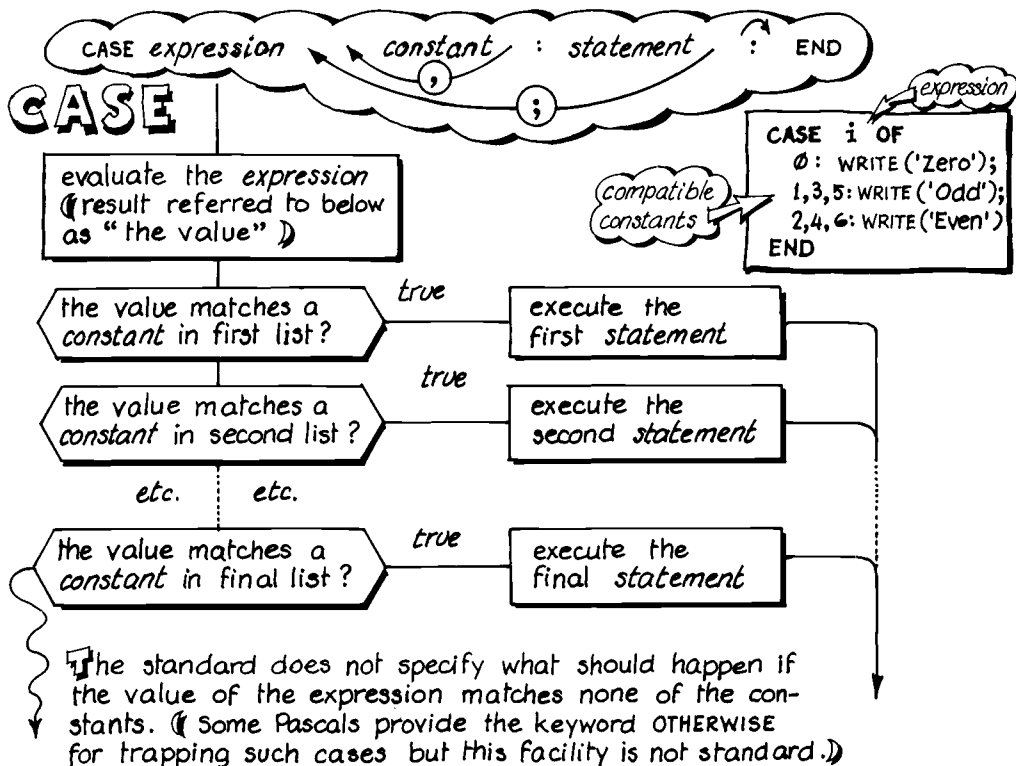 CASE expression constant : statement : END
,
;
CASE
expression
CASE i OF
0: WRITE('Zero');
1,3,5: WRITE('Odd');
2,4,6: WRITE('Even')
END
compatible
constants
evaluate the expression
(result referred to below
as "the value")
the value matches a
constant in first list?
true
execute the
first statement
the value matches a
constant in second list?
true
execute the
second statement
etc. etc.
the value matches a
constant in final list?
true
execute the
final statement
The standard does not specify what should happen if
the value of the expression matches none of the con-
stants. (Some Pascals provide the keyword OTHERWISE
for trapping such cases but this facility is not standard.)